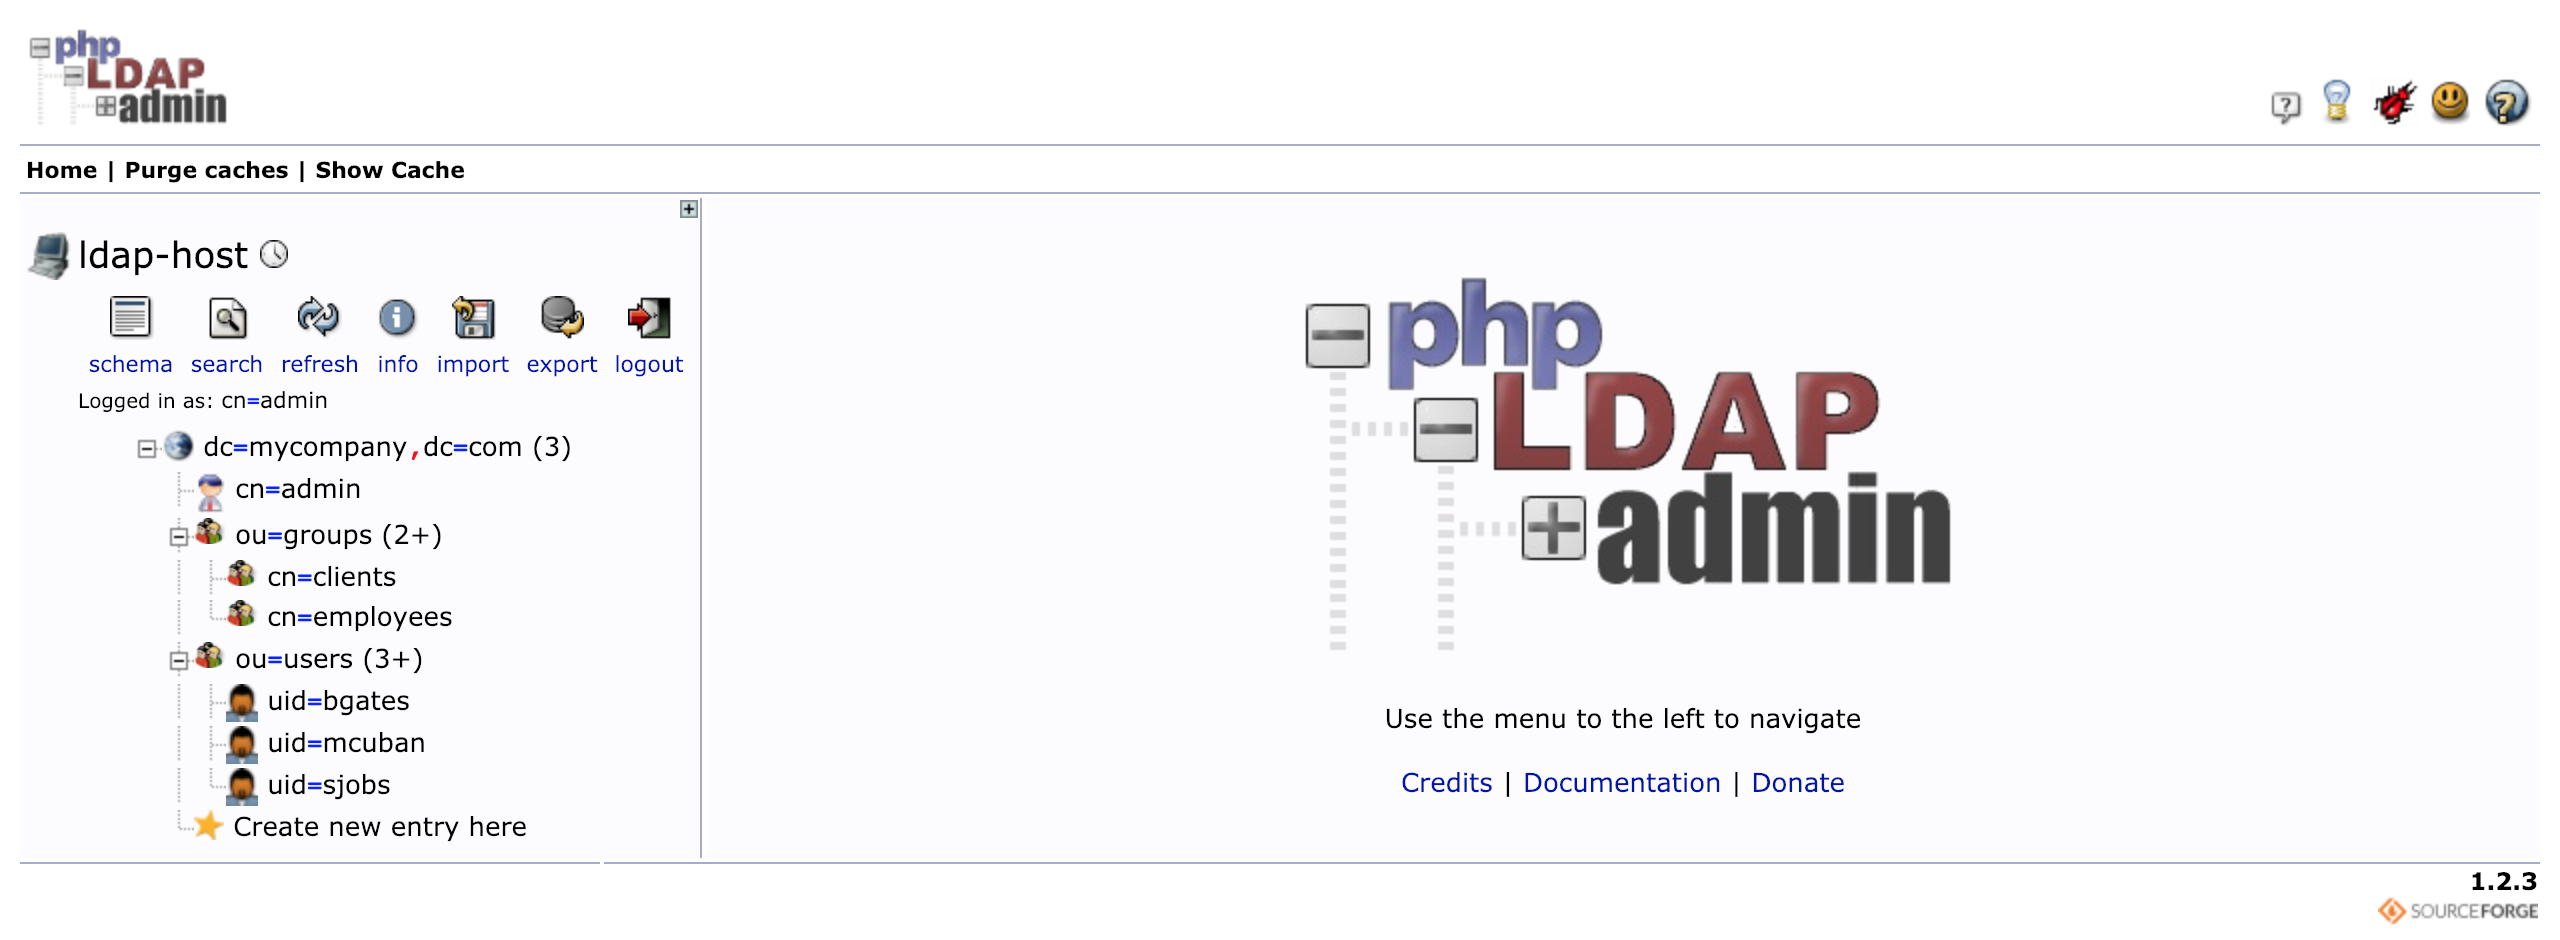 php
LDAP
admin
Home | Purge caches | Show Cache
ldap-host
schema search refresh info import export logout
Logged in as: cn=admin
dc=mycompany,dc=com (3)
cn=admin
ou=groups (2+)
cn=clients
cn=employees
ou=users (3+)
uid=bgates
uid=mcuban
uid=sjobs
Create new entry here
php
LDAP
admin
Use the menu to the left to navigate
Credits | Documentation | Donate
1.2.3
SOURCEFORGE